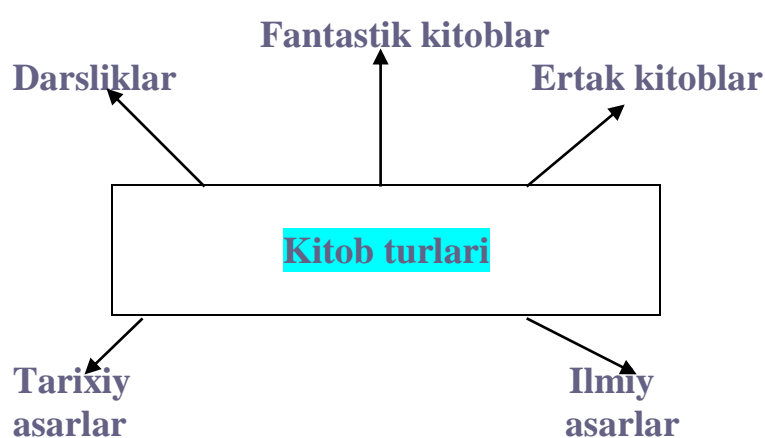 Fantastik kitoblar
Darsliklar
Ertak kitoblar
Kitob turlari
Tarixiy
asarlar
Ilmiy
asarlar